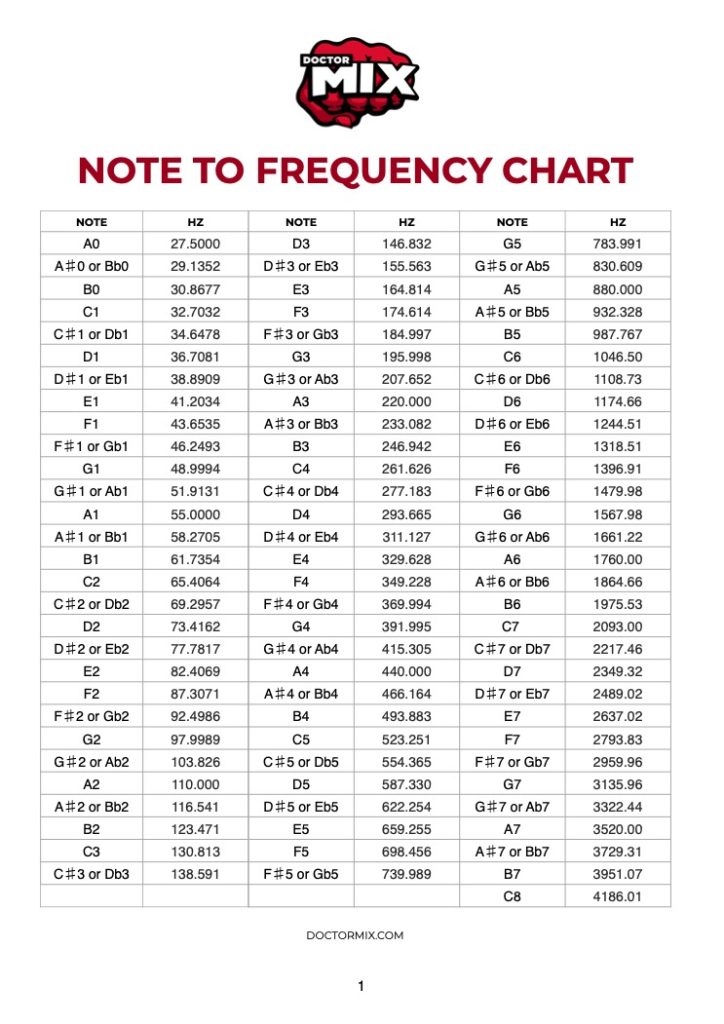 DOCTOR
MIX
NOTE TO FREQUENCY CHART
NOTE HZ NOTE HZ NOTE HZ
A0 27.5000 D3 146.832 G5 783.991
A♯0 or Bb0 29.1352 D♯3 or Eb3 155.563 G♯5 or Ab5 830.609
B0 30.8677 E3 164.814 A5 880.000
C1 32.7032 F3 174.614 A♯5 or Bb5 932.328
C♯1 or Db1 34.6478 F♯3 or Gb3 184.997 B5 987.767
D1 36.7081 G3 195.998 C6 1046.50
D♯1 or Eb1 38.8909 G♯3 or Ab3 207.652 C♯6 or Db6 1108.73
E1 41.2034 A3 220.000 D6 1174.66
F1 43.6535 A♯3 or Bb3 233.082 D♯6 or Eb6 1244.51
F♯1 or Gb1 46.2493 B3 246.942 E6 1318.51
G1 48.9994 C4 261.626 F6 1396.91
G♯1 or Ab1 51.9131 C♯4 or Db4 277.183 F♯6 or Gb6 1479.98
A1 55.0000 D4 293.665 G6 1567.98
A♯1 or Bb1 58.2705 D♯4 or Eb4 311.127 G♯6 or Ab6 1661.22
B1 61.7354 E4 329.628 A6 1760.00
C2 65.4064 F4 349.228 A♯6 or Bb6 1864.66
C♯2 or Db2 69.2957 F♯4 or Gb4 369.994 B6 1975.53
D2 73.4162 G4 391.995 C7 2093.00
D♯2 or Eb2 77.7817 G♯4 or Ab4 415.305 C♯7 or Db7 2217.46
E2 82.4069 A4 440.000 D7 2349.32
F2 87.3071 A♯4 or Bb4 466.164 D♯7 or Eb7 2489.02
F♯2 or Gb2 92.4986 B4 493.883 E7 2637.02
G2 97.9989 C5 523.251 F7 2793.83
G♯2 or Ab2 103.826 C♯5 or Db5 554.365 F♯7 or Gb7 2959.96
A2 110.000 D5 587.330 G7 3135.96
A♯2 or Bb2 116.541 D♯5 or Eb5 622.254 G♯7 or Ab7 3322.44
B2 123.471 E5 659.255 A7 3520.00
C3 130.813 F5 698.456 A♯7 or Bb7 3729.31
C♯3 or Db3 138.591 F♯5 or Gb5 739.989 B7 3951.07
C8 4186.01
DOCTORMIX.COM
1